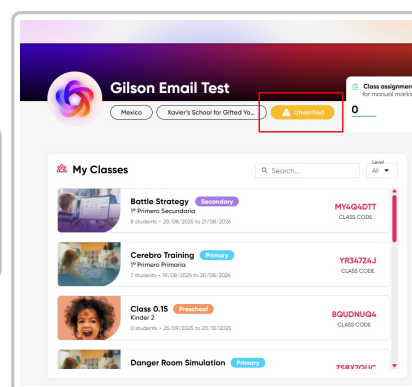 Gilson Email Test
Mexico
Xavier's School for Gifted Yo...
Unverified
Class assignmen
for manual markin
0
My Classes
Search...
Level
All
Battle Strategy
Secondary
1º Primero Secundaria
8 students • 20/08/2025 to 21/08/2026
MY4Q4DTT
CLASS CODE
Cerebro Training
Primary
1º Primero Primaria
7 students • 19/08/2025 to 20/08/2026
YR347Z4J
CLASS CODE
Class 0.15
Preschool
Kinder 2
0 students • 25/09/2025 to 20/10/2025
8QUDNUQ4
CLASS CODE
Danger Room Simulation
Primary